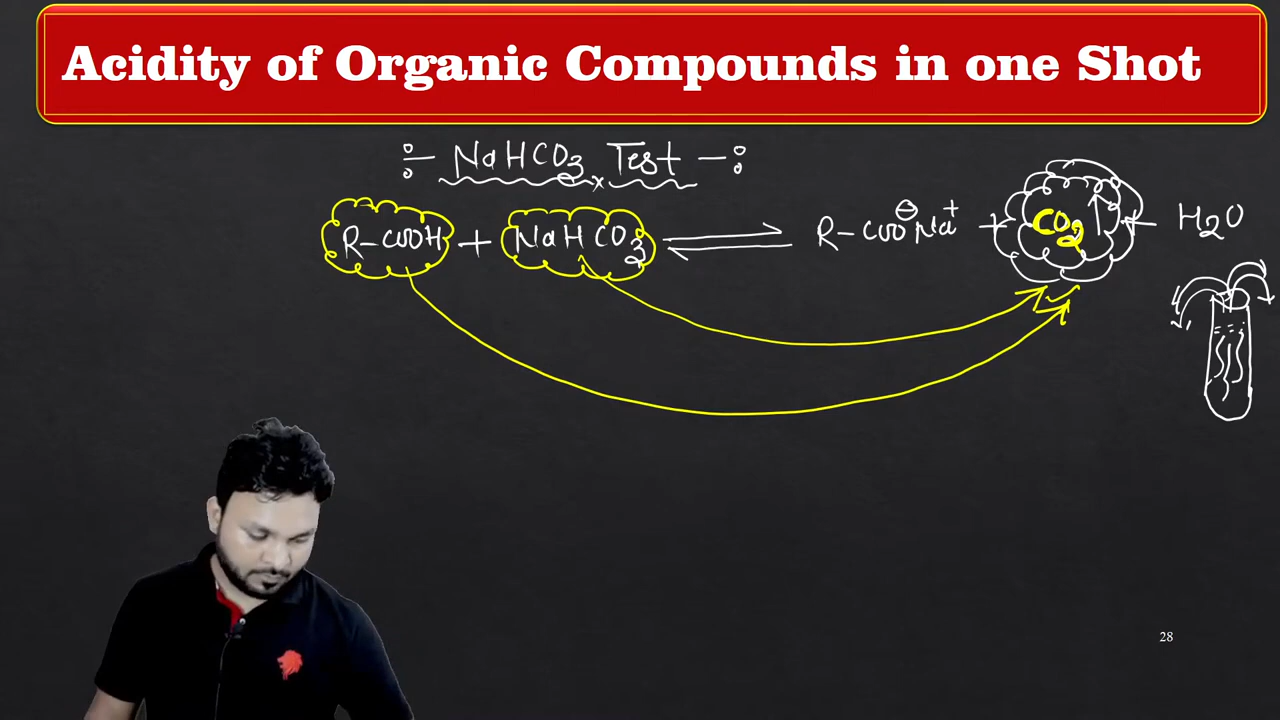 Acidity of Organic Compounds in one Shot
:– NaHCO3 Test –:
R–COOH + NaHCO3 ⇌ R–COO⊖Na+ + CO2↑ + H2O
28